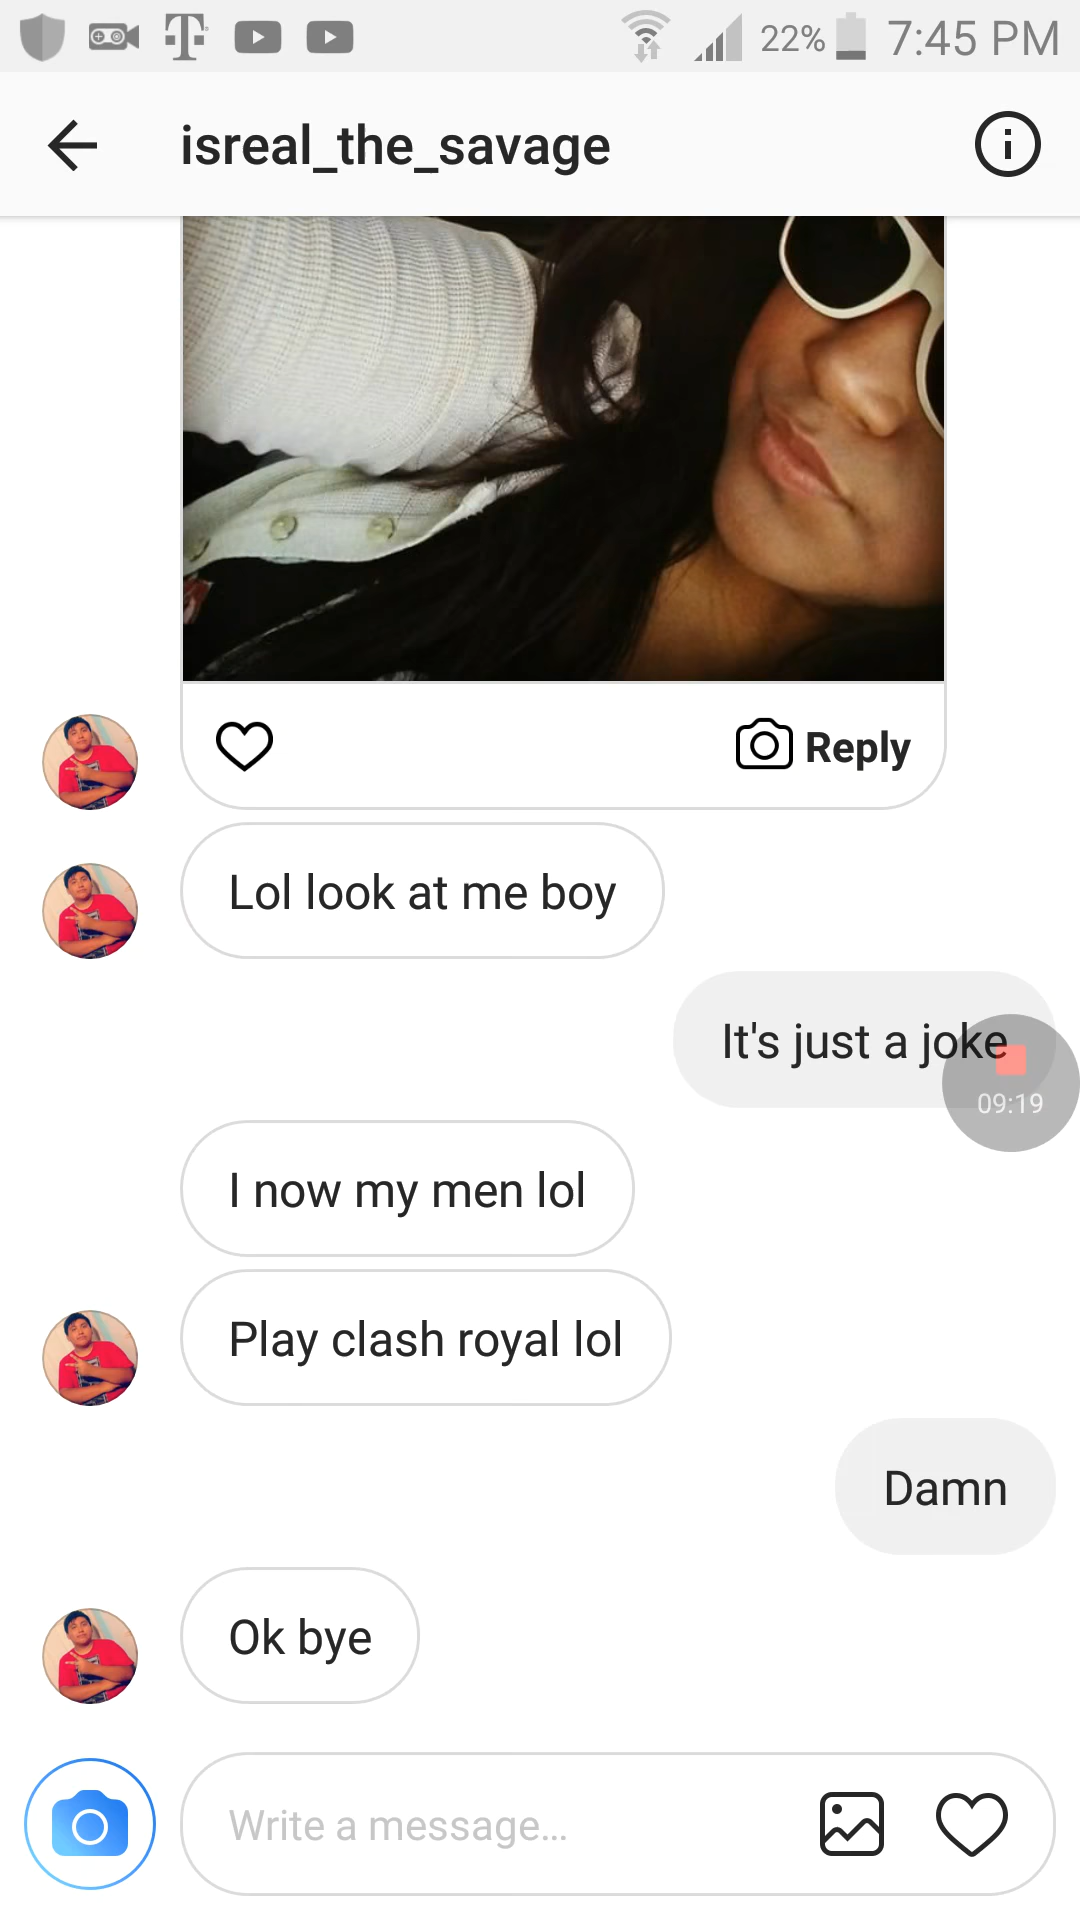 22% 7:45 PM
isreal_the_savage
Reply
Lol look at me boy
It's just a joke
09:19
I now my men lol
Play clash royal lol
Damn
Ok bye
Write a message...